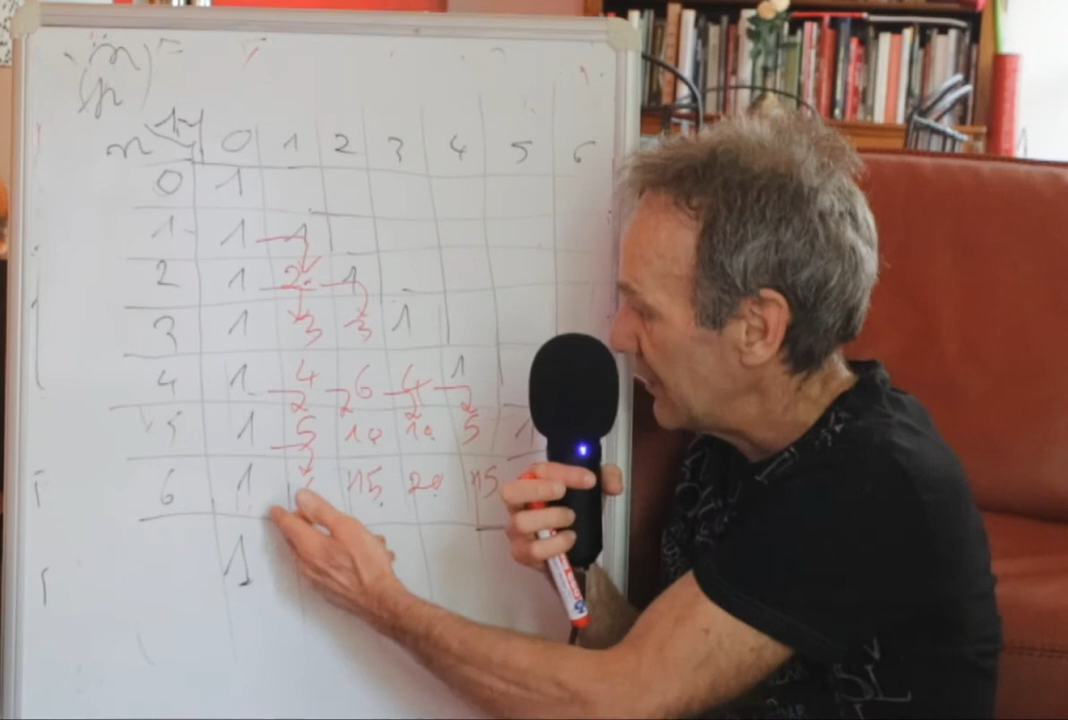 (n
p) =
n p 0 1 2 3 4 5 6
0 1
1 1 1
2 1 2 1
3 1 3 3 1
4 1 4 6 4 1
5 1 5 10 10 5 1
6 1 6 15 20 15
1